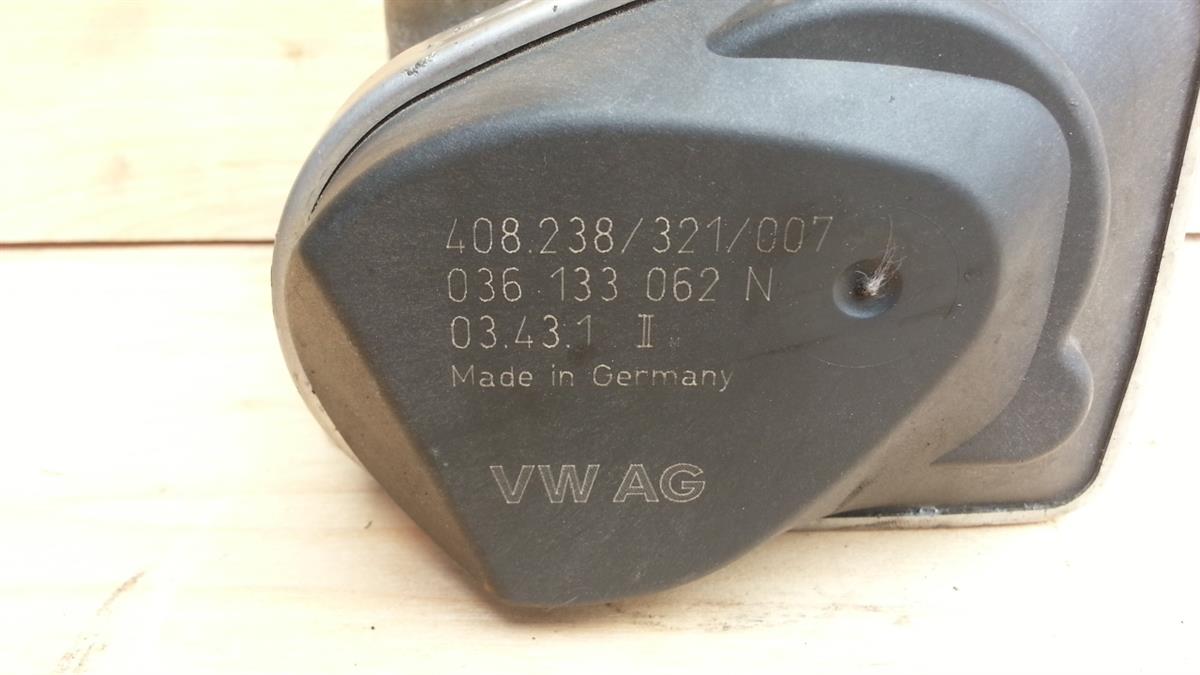 408.238/321/007
036 133 062 N
03.43.1 II M
Made in Germany
VW AG